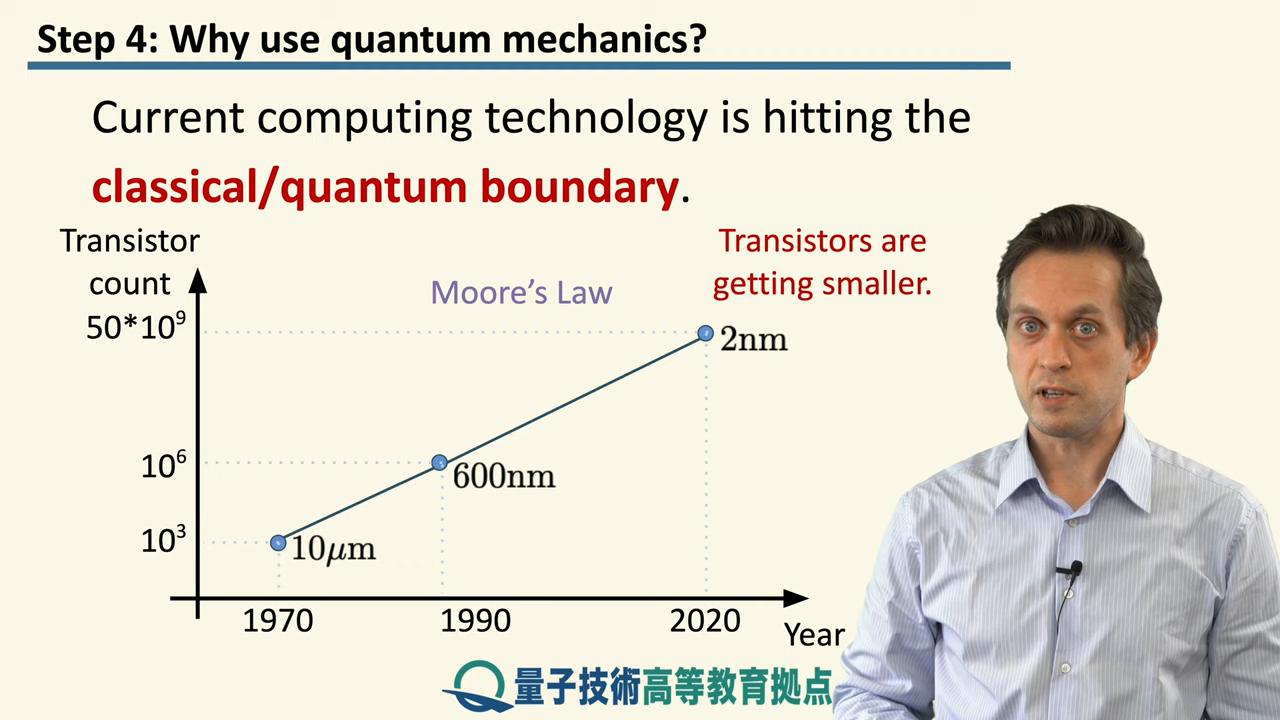 Step 4: Why use quantum mechanics?
Current computing technology is hitting the
classical/quantum boundary.
Transistor
count
50*10⁹
Moore’s Law
Transistors are
getting smaller.
2nm
10⁶
600nm
10³
10μm
1970
1990
2020
Year
量子技術高等教育拠点